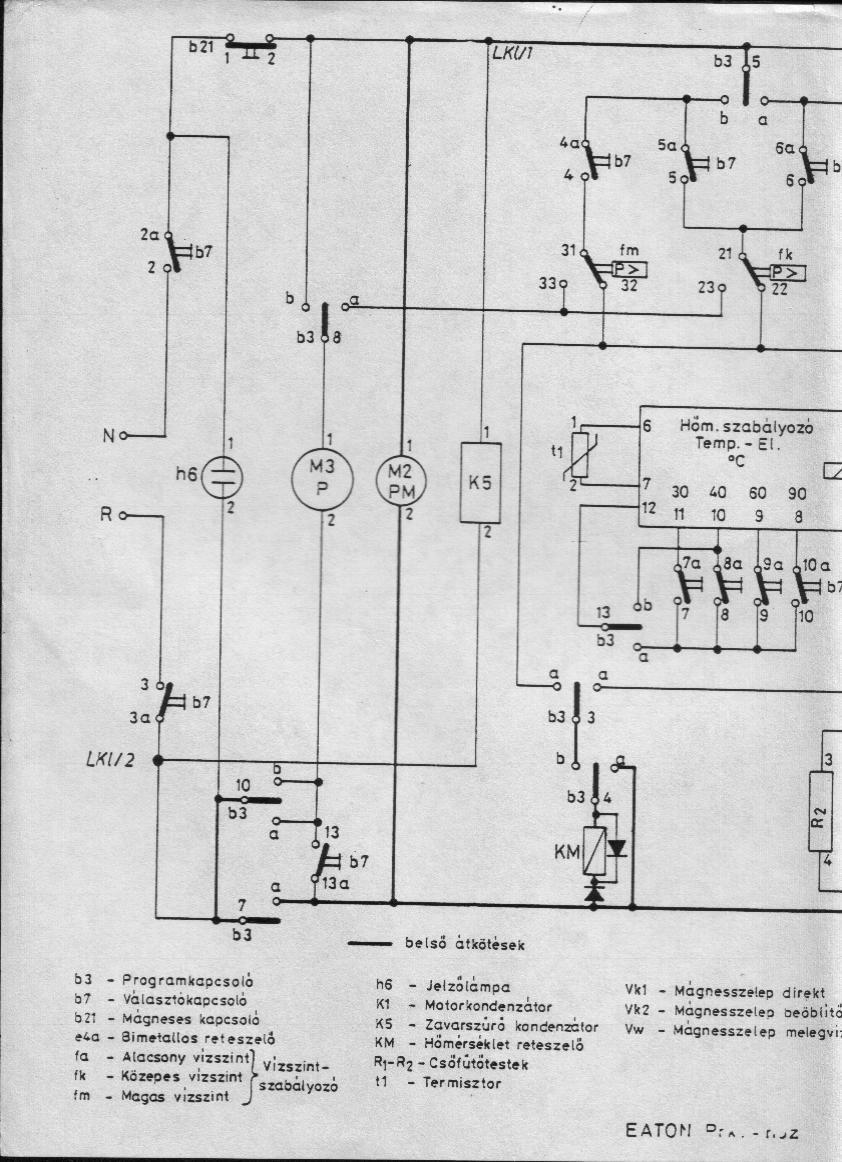 b21 1 2
LKI/1
b3 5
b a
4a b7
4
5a b7
5
6a b
6
2a b7
2
31 fm
P>
33 32
21 fk
P>
23 22
b a
b3 8
N
R
h6 1 2
1
M3
P
2
1
M2
PM
2
1
K5
2
t1 1 2
6
7
12
Hőm. szabályozó
Temp. - El.
°C
30 40 60 90
11 10 9 8
7a 8a 9a 10a
7 8 9 10 b7
13 b
b3
a
3 b7
3a
LKI/2
a a
b3 3
b a
b3 4
KM
3
R2
4
10 b
b3
a
13 b7
13a
7 a
b3
belső átkötések
b3 - Programkapcsoló
b7 - Választókapcsoló
b21 - Mágneses kapcsoló
e4a - Bimetallos reteszelő
fa - Alacsony vízszint
fk - Közepes vízszint
fm - Magas vízszint
Vízszint-
szabályozó
h6 - Jelzőlámpa
K1 - Motorkondenzátor
K5 - Zavarszűrő kondenzátor
KM - Hőmérséklet reteszelő
R1-R2 - Csőfűtőtestek
t1 - Termisztor
Vk1 - Mágnesszelep direkt
Vk2 - Mágnesszelep beöblítő
Vw - Mágnesszelep melegvíz
EATON